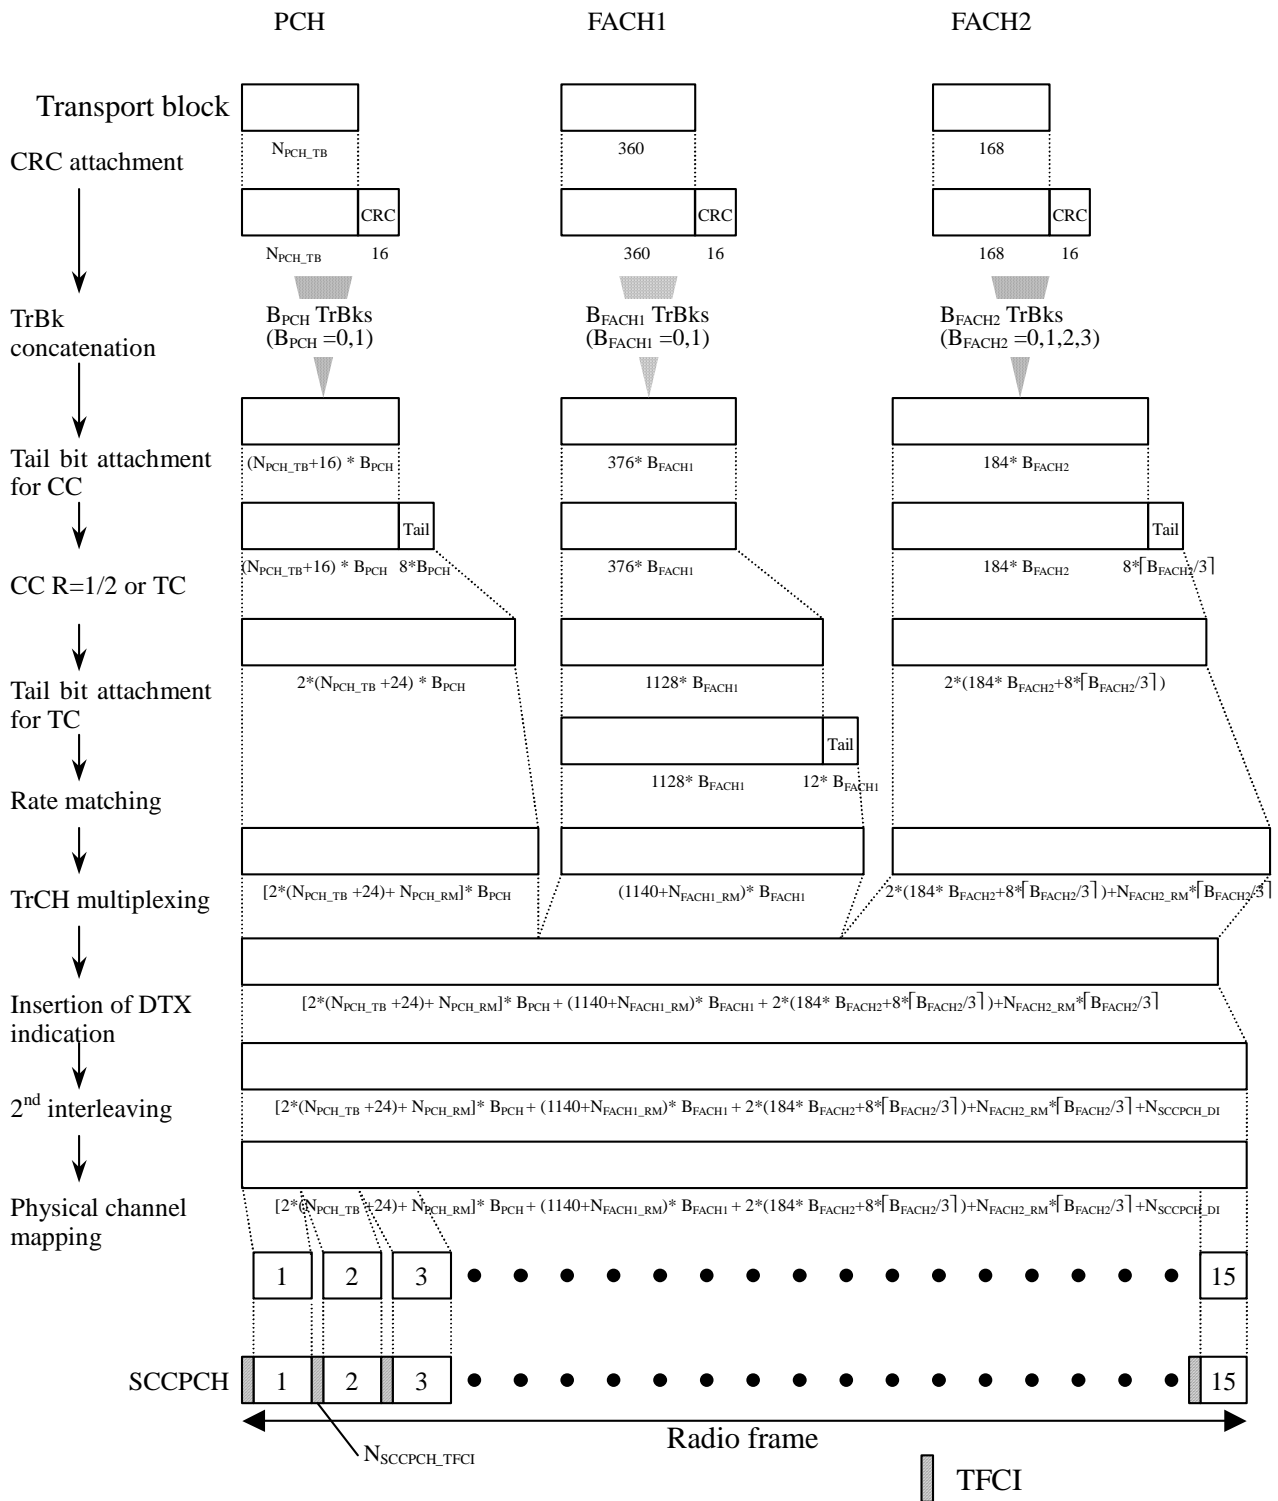 PCH FACH1 FACH2
Transport block
N_PCH_TB 360 168
CRC attachment
CRC CRC CRC
N_PCH_TB 16 360 16 168 16
B_PCH TrBks B_FACH1 TrBks B_FACH2 TrBks
(B_PCH =0,1) (B_FACH1 =0,1) (B_FACH2 =0,1,2,3)
TrBk
concatenation
(N_PCH_TB+16) * B_PCH 376* B_FACH1 184* B_FACH2
Tail bit attachment
for CC
Tail Tail
(N_PCH_TB+16) * B_PCH 8*B_PCH 376* B_FACH1 184* B_FACH2 8*⌈B_FACH2/3⌉
CC R=1/2 or TC
2*(N_PCH_TB +24) * B_PCH 1128* B_FACH1 2*(184* B_FACH2+8*⌈B_FACH2/3⌉)
Tail bit attachment
for TC
Tail
1128* B_FACH1 12* B_FACH1
Rate matching
[2*(N_PCH_TB +24)+ N_PCH_RM]* B_PCH (1140+N_FACH1_RM)* B_FACH1 2*(184* B_FACH2+8*⌈B_FACH2/3⌉)+N_FACH2_RM*⌈B_FACH2/3⌉
TrCH multiplexing
[2*(N_PCH_TB +24)+ N_PCH_RM]* B_PCH + (1140+N_FACH1_RM)* B_FACH1 + 2*(184* B_FACH2+8*⌈B_FACH2/3⌉)+N_FACH2_RM*⌈B_FACH2/3⌉
Insertion of DTX
indication
[2*(N_PCH_TB +24)+ N_PCH_RM]* B_PCH + (1140+N_FACH1_RM)* B_FACH1 + 2*(184* B_FACH2+8*⌈B_FACH2/3⌉)+N_FACH2_RM*⌈B_FACH2/3⌉ +N_SCCPCH_DI
2nd interleaving
[2*(N_PCH_TB +24)+ N_PCH_RM]* B_PCH + (1140+N_FACH1_RM)* B_FACH1 + 2*(184* B_FACH2+8*⌈B_FACH2/3⌉)+N_FACH2_RM*⌈B_FACH2/3⌉ +N_SCCPCH_DI
Physical channel
mapping
1 2 3 15
SCCPCH 1 2 3 15
Radio frame
N_SCCPCH_TFCI
TFCI